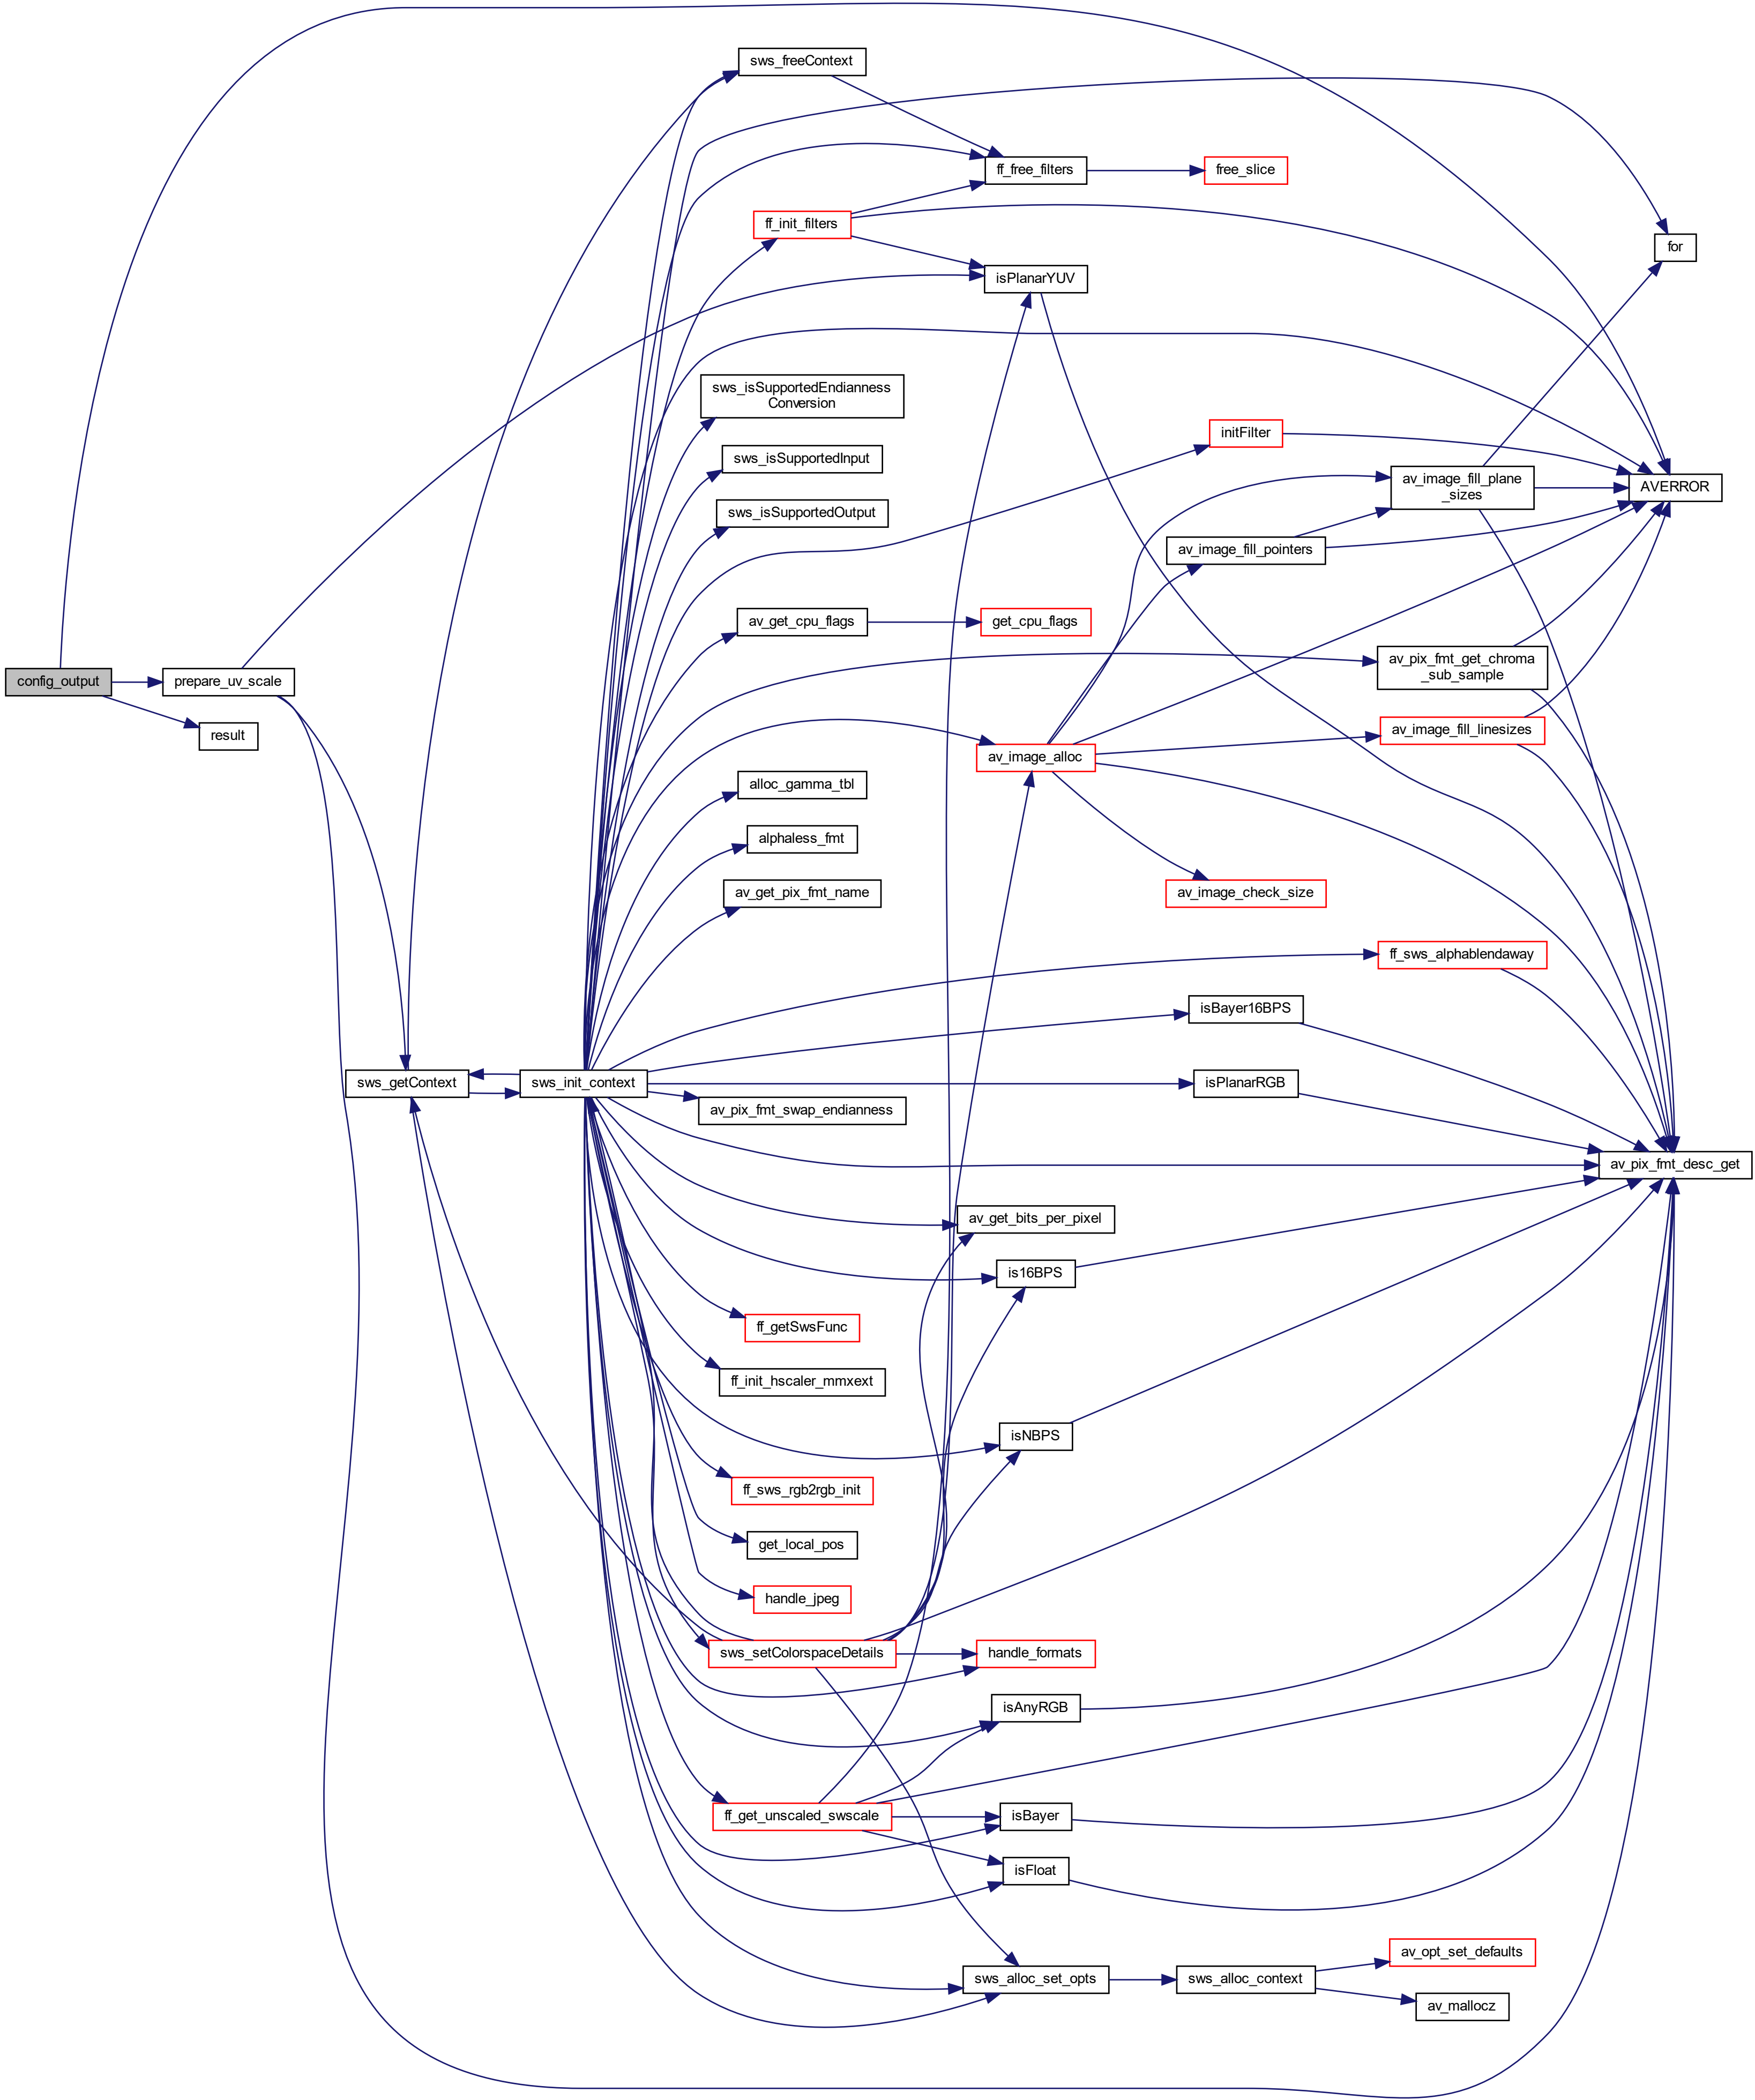 sws_freeContext
ff_free_filters
free_slice
ff_init_filters
for
isPlanarYUV
sws_isSupportedEndianness
Conversion
initFilter
sws_isSupportedInput
av_image_fill_plane
_sizes
AVERROR
sws_isSupportedOutput
av_image_fill_pointers
av_get_cpu_flags
get_cpu_flags
av_pix_fmt_get_chroma
_sub_sample
config_output
prepare_uv_scale
result
av_image_fill_linesizes
av_image_alloc
alloc_gamma_tbl
alphaless_fmt
av_get_pix_fmt_name
av_image_check_size
ff_sws_alphablendaway
isBayer16BPS
sws_getContext
sws_init_context
isPlanarRGB
av_pix_fmt_swap_endianness
av_pix_fmt_desc_get
av_get_bits_per_pixel
is16BPS
ff_getSwsFunc
ff_init_hscaler_mmxext
isNBPS
ff_sws_rgb2rgb_init
get_local_pos
handle_jpeg
sws_setColorspaceDetails
handle_formats
isAnyRGB
ff_get_unscaled_swscale
isBayer
isFloat
av_opt_set_defaults
sws_alloc_set_opts
sws_alloc_context
av_mallocz